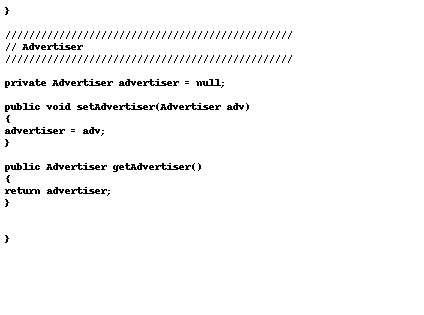 }
////////////////////////////////////////////////
// Advertiser
////////////////////////////////////////////////
private Advertiser advertiser = null;
public void setAdvertiser(Advertiser adv)
{
advertiser = adv;
}
public Advertiser getAdvertiser()
{
return advertiser;
}
}